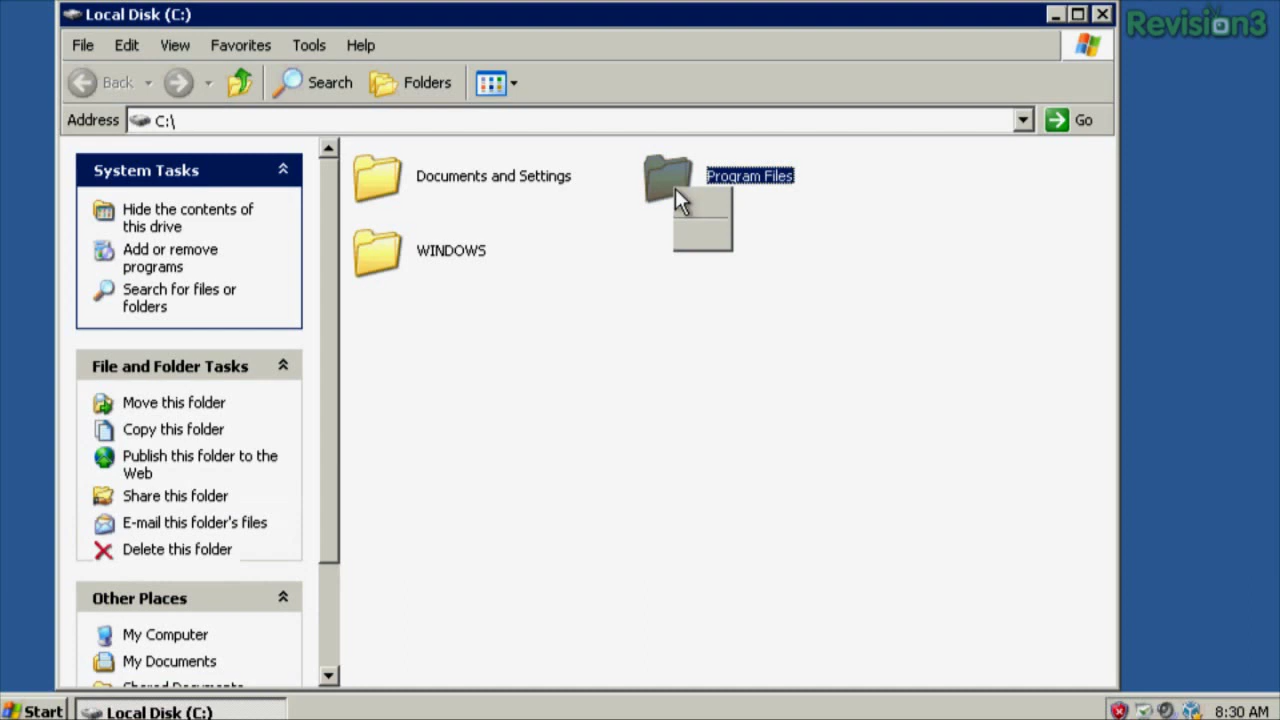 Local Disk (C:)
Revision3
File Edit View Favorites Tools Help
Back Search Folders
Address C:\ Go
System Tasks
Hide the contents of
this drive
Add or remove
programs
Search for files or
folders
File and Folder Tasks
Move this folder
Copy this folder
Publish this folder to the
Web
Share this folder
E-mail this folder's files
Delete this folder
Other Places
My Computer
My Documents
Shared Documents
Documents and Settings
Program Files
WINDOWS
Start Local Disk (C:) 8:30 AM